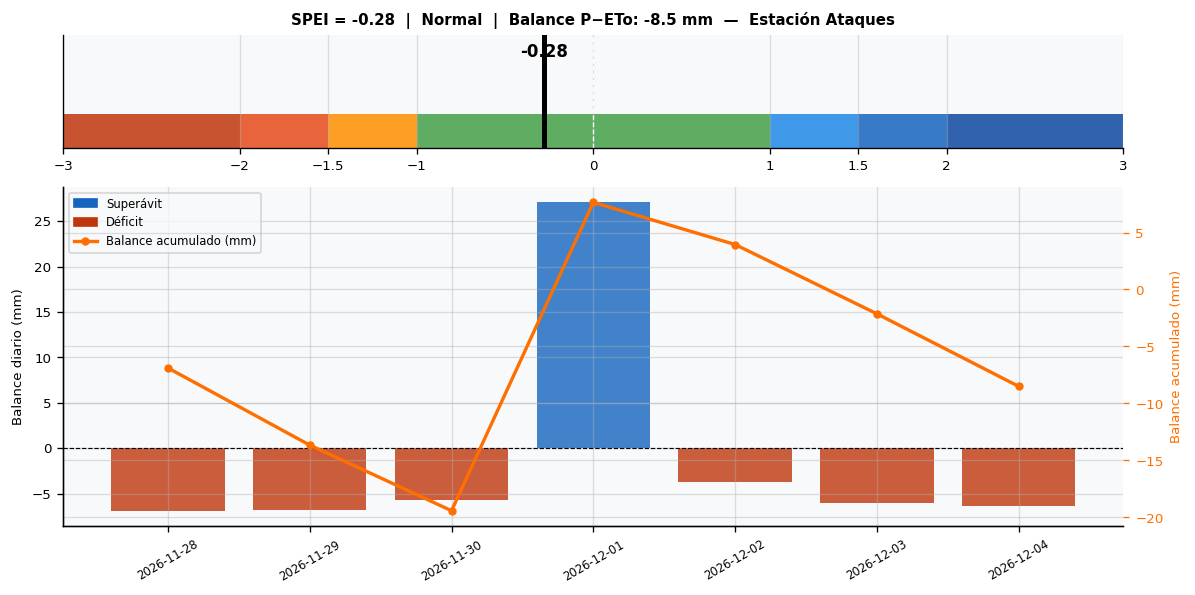 SPEI = -0.28 | Normal | Balance P−ETo: -8.5 mm — Estación Ataques
-0.28
−3 −2 −1.5 −1 0 1 1.5 2 3
Superávit
Déficit
Balance acumulado (mm)
Balance diario (mm)
25
20
15
10
5
0
−5
5
0
−5
−10
−15
−20
Balance acumulado (mm)
2026-11-28 2026-11-29 2026-11-30 2026-12-01 2026-12-02 2026-12-03 2026-12-04